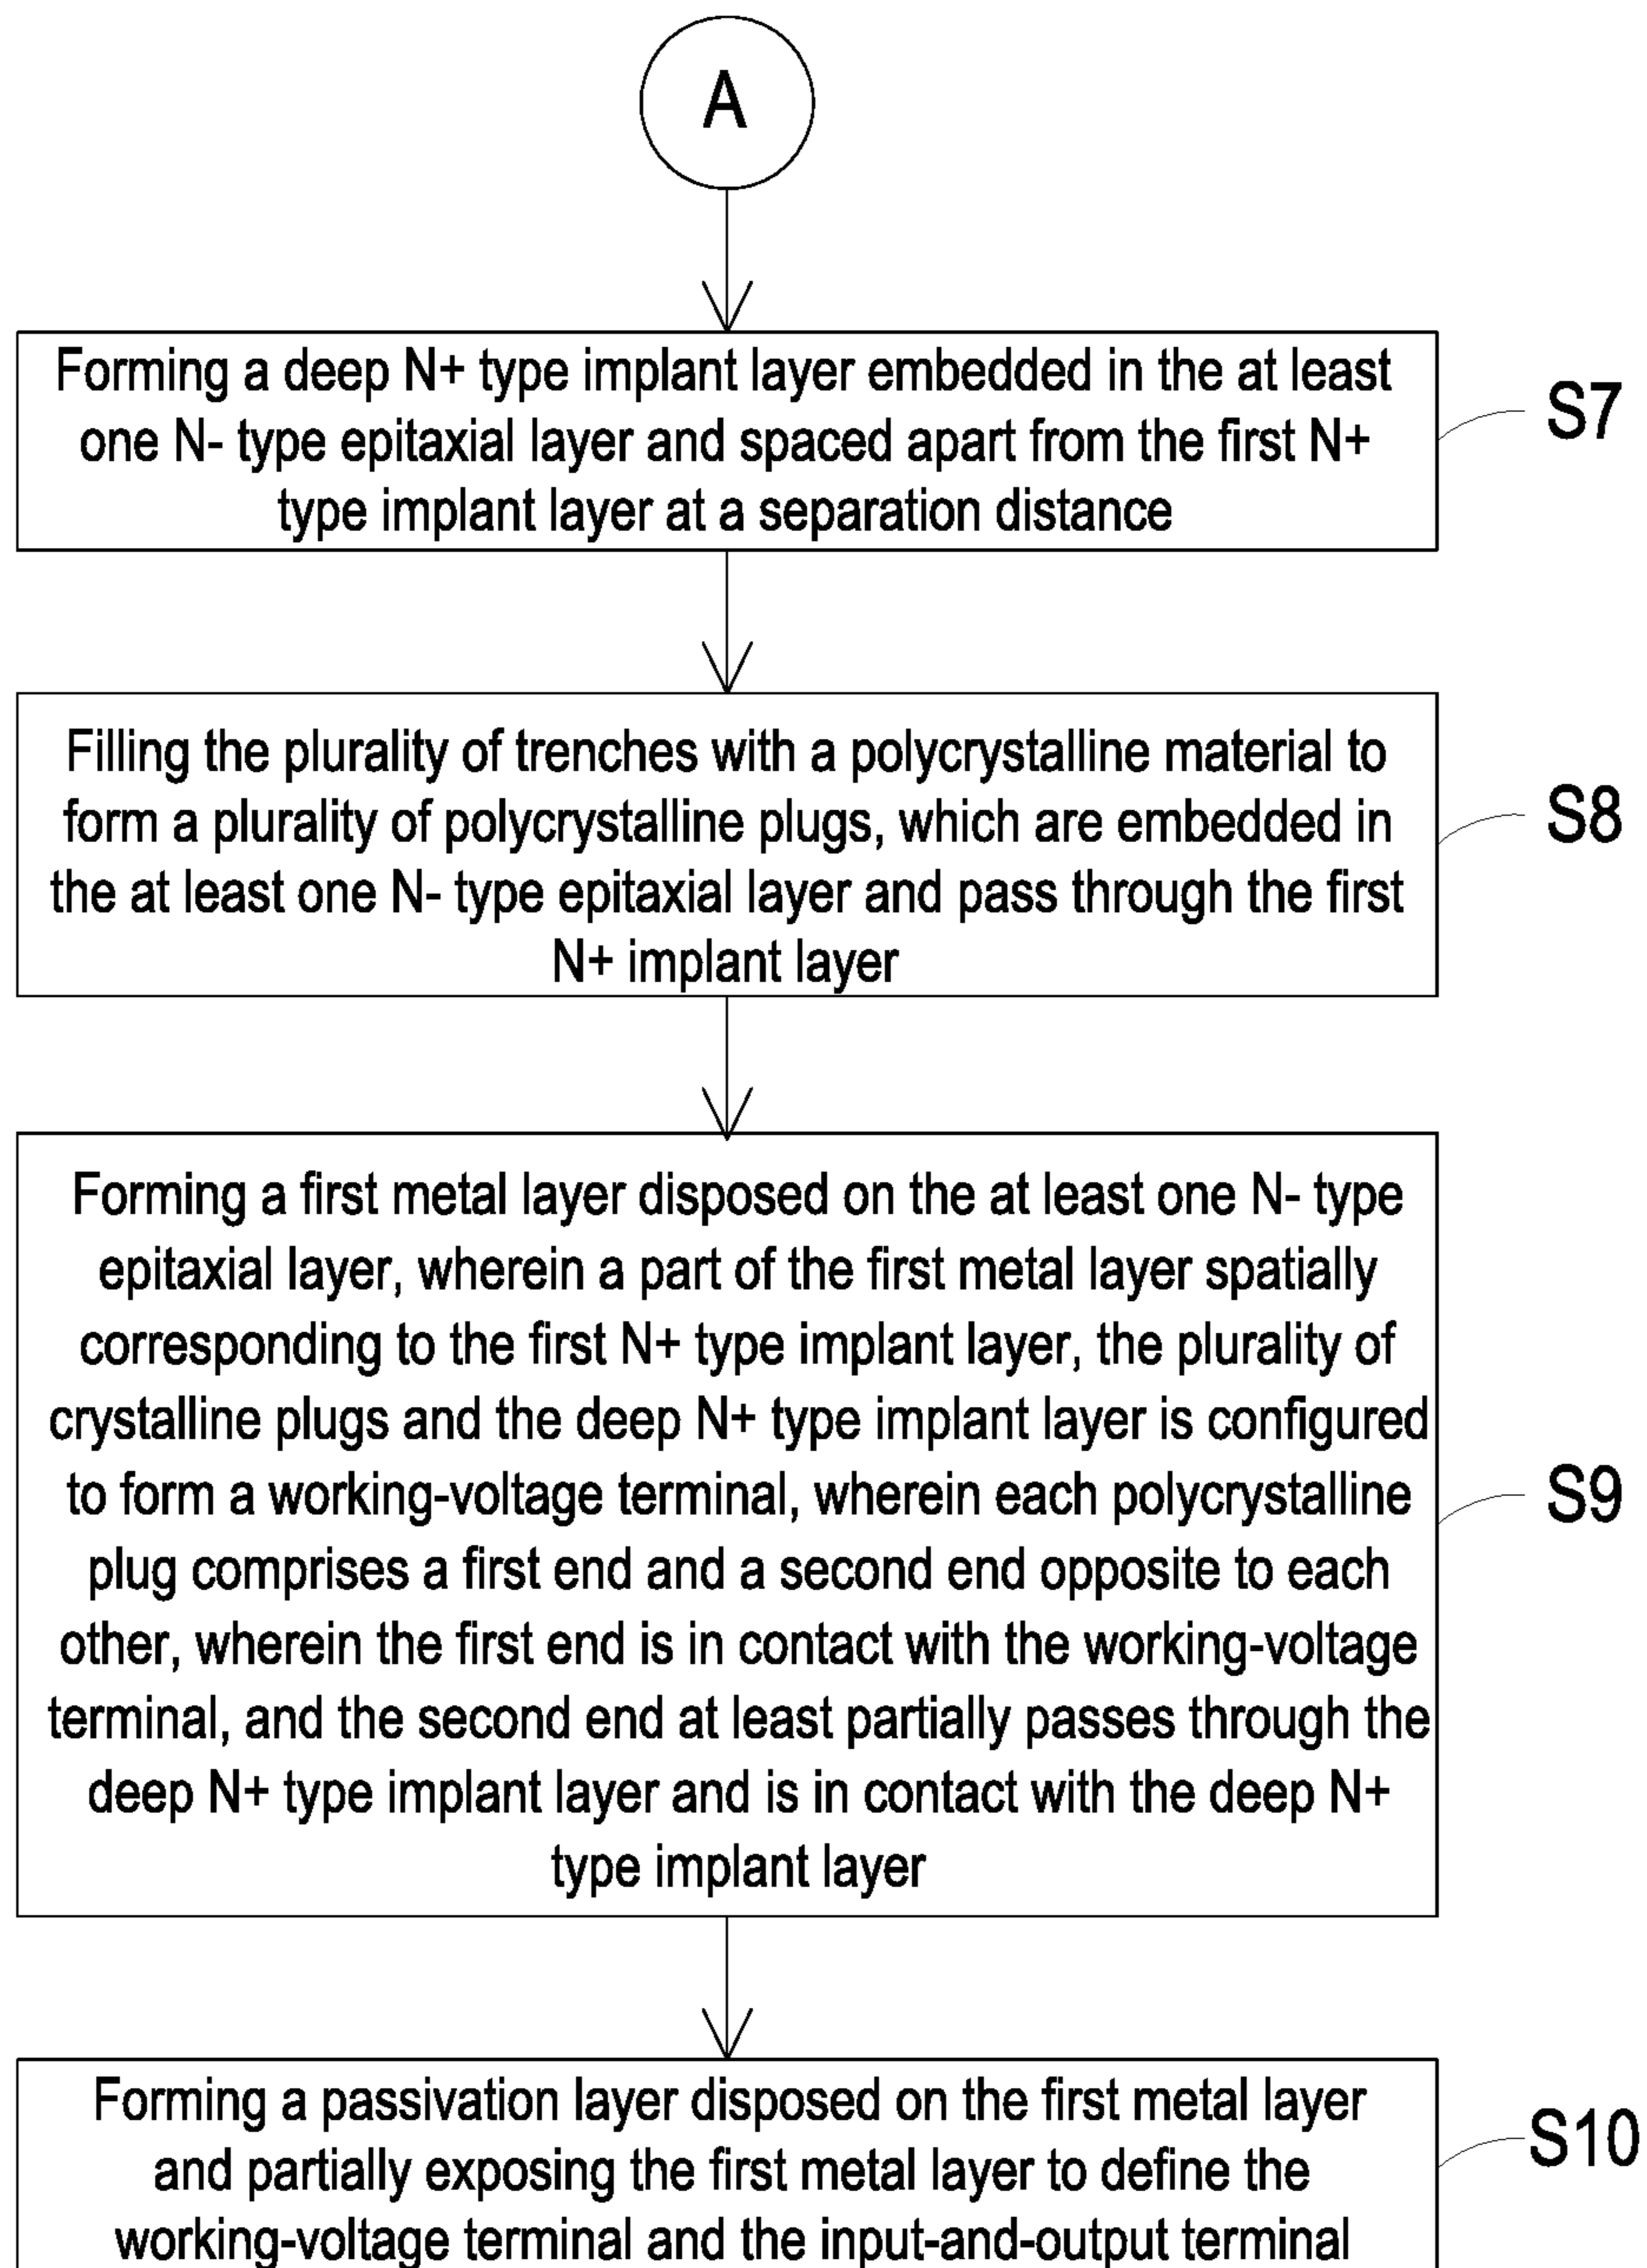 A
Forming a deep N+ type implant layer embedded in the at least
one N- type epitaxial layer and spaced apart from the first N+
type implant layer at a separation distance
S7
Filling the plurality of trenches with a polycrystalline material to
form a plurality of polycrystalline plugs, which are embedded in
the at least one N- type epitaxial layer and pass through the first
N+ implant layer
S8
Forming a first metal layer disposed on the at least one N- type
epitaxial layer, wherein a part of the first metal layer spatially
corresponding to the first N+ type implant layer, the plurality of
crystalline plugs and the deep N+ type implant layer is configured
to form a working-voltage terminal, wherein each polycrystalline
plug comprises a first end and a second end opposite to each
other, wherein the first end is in contact with the working-voltage
terminal, and the second end at least partially passes through the
deep N+ type implant layer and is in contact with the deep N+
type implant layer
S9
Forming a passivation layer disposed on the first metal layer
and partially exposing the first metal layer to define the
working-voltage terminal and the input-and-output terminal
S10